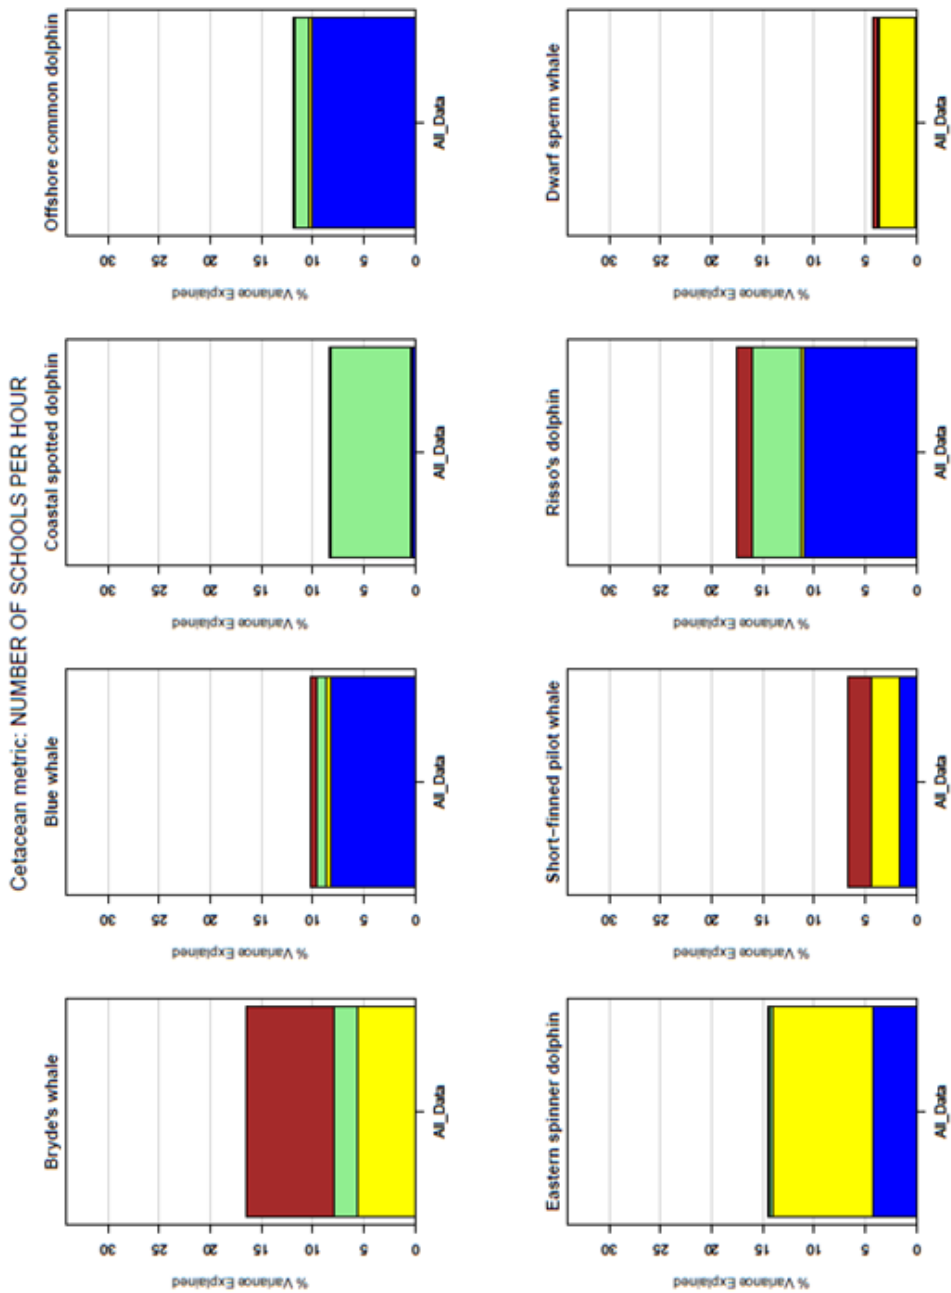 Cetacean metric: NUMBER OF SCHOOLS PER HOUR
Bryde's whale
% Variance Explained
0
5
10
15
20
25
30
All_Data
Blue whale
% Variance Explained
0
5
10
15
20
25
30
All_Data
Coastal spotted dolphin
% Variance Explained
0
5
10
15
20
25
30
All_Data
Offshore common dolphin
% Variance Explained
0
5
10
15
20
25
30
All_Data
Eastern spinner dolphin
% Variance Explained
0
5
10
15
20
25
30
All_Data
Short-finned pilot whale
% Variance Explained
0
5
10
15
20
25
30
All_Data
Risso's dolphin
% Variance Explained
0
5
10
15
20
25
30
All_Data
Dwarf sperm whale
% Variance Explained
0
5
10
15
20
25
30
All_Data